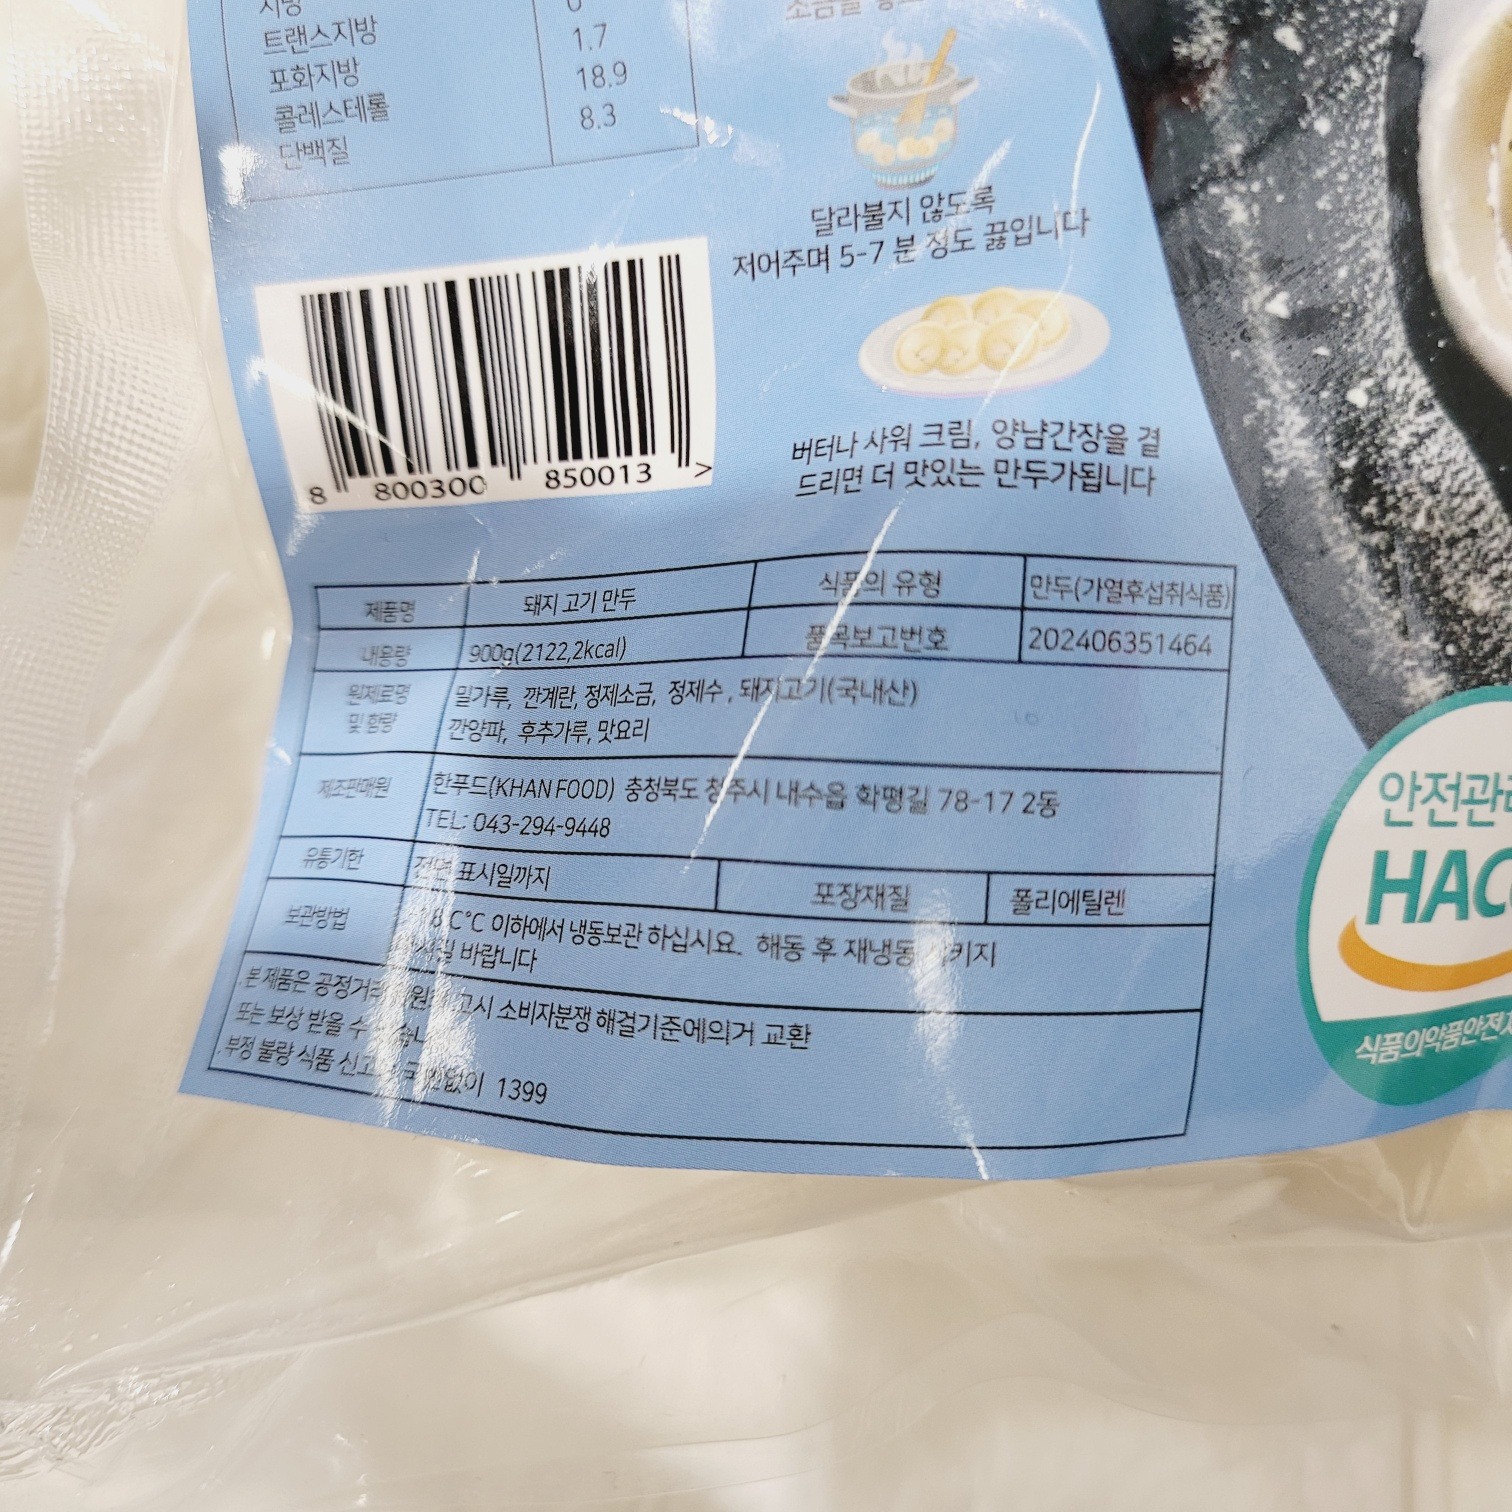 지방 0
트랜스지방 1.7
포화지방 18.9
콜레스테롤 8.3
단백질
달라붙지 않도록
저어주며 5-7 분 정도 끓입니다
버터나 사워 크림, 양냠간장을 곁
드리면 더 맛있는 만두가됩니다
8 800300 850013 >
제품명 돼지 고기 만두 식품의 유형 만두(가열후섭취식품)
내용량 900g(2122,2kcal) 품목보고번호 202406351464
원제료명 밀가루, 깐계란, 정제소금, 정제수, 돼지고기(국내산)
및 함량 깐양파, 후추가루, 맛요리
제조판매원 한푸드(KHAN FOOD) 충청북도 청주시 내수읍 학평길 78-17 2동
TEL: 043-294-9448
유통기한 전면 표시일까지 포장재질 폴리에틸렌
보관방법 C°C 이하에서 냉동보관 하십시요. 해동 후 재냉동 키지
바랍니다
본 제품은 고시 소비자분쟁 해결기준에의거 교환
또는 보상 받을 수
부정 불량 식품 신고 1399
안전관
HAC
식품의약품안전